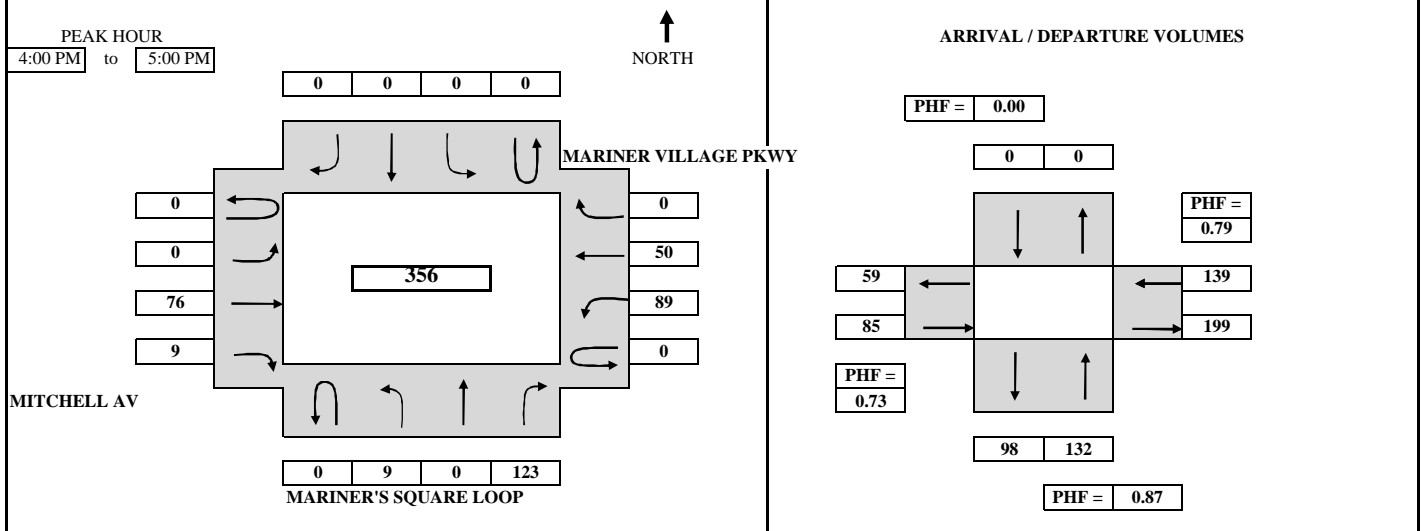 PEAK HOUR
4:00 PM to 5:00 PM
NORTH
0 0 0 0
MARINER VILLAGE PKWY
0 0
0 50
356
76 89
9 0
MITCHELL AV
0 9 0 123
MARINER'S SQUARE LOOP
ARRIVAL / DEPARTURE VOLUMES
PHF = 0.00
0 0
PHF =
0.79
59 139
85 199
PHF =
0.73
98 132
PHF = 0.87